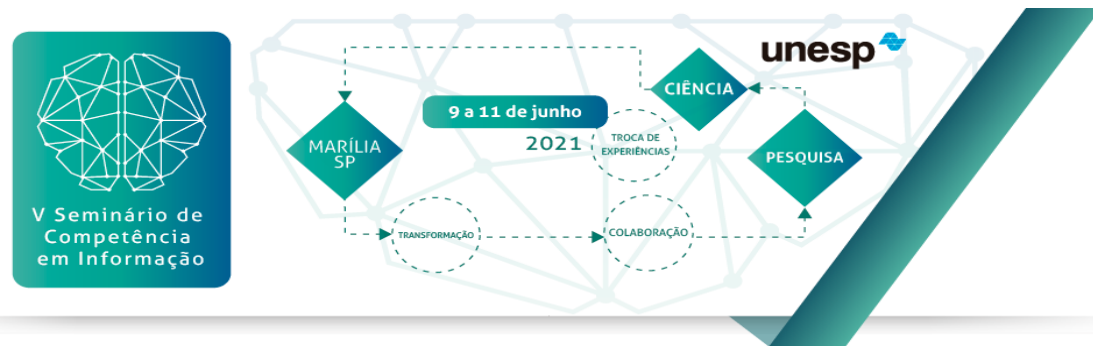 V Seminário de
Competência
em Informação
unesp
CIÊNCIA
9 a 11 de junho
2021
TROCA DE
EXPERIÊNCIAS
MARÍLIA
SP
PESQUISA
TRANSFORMAÇÃO
COLABORAÇÃO